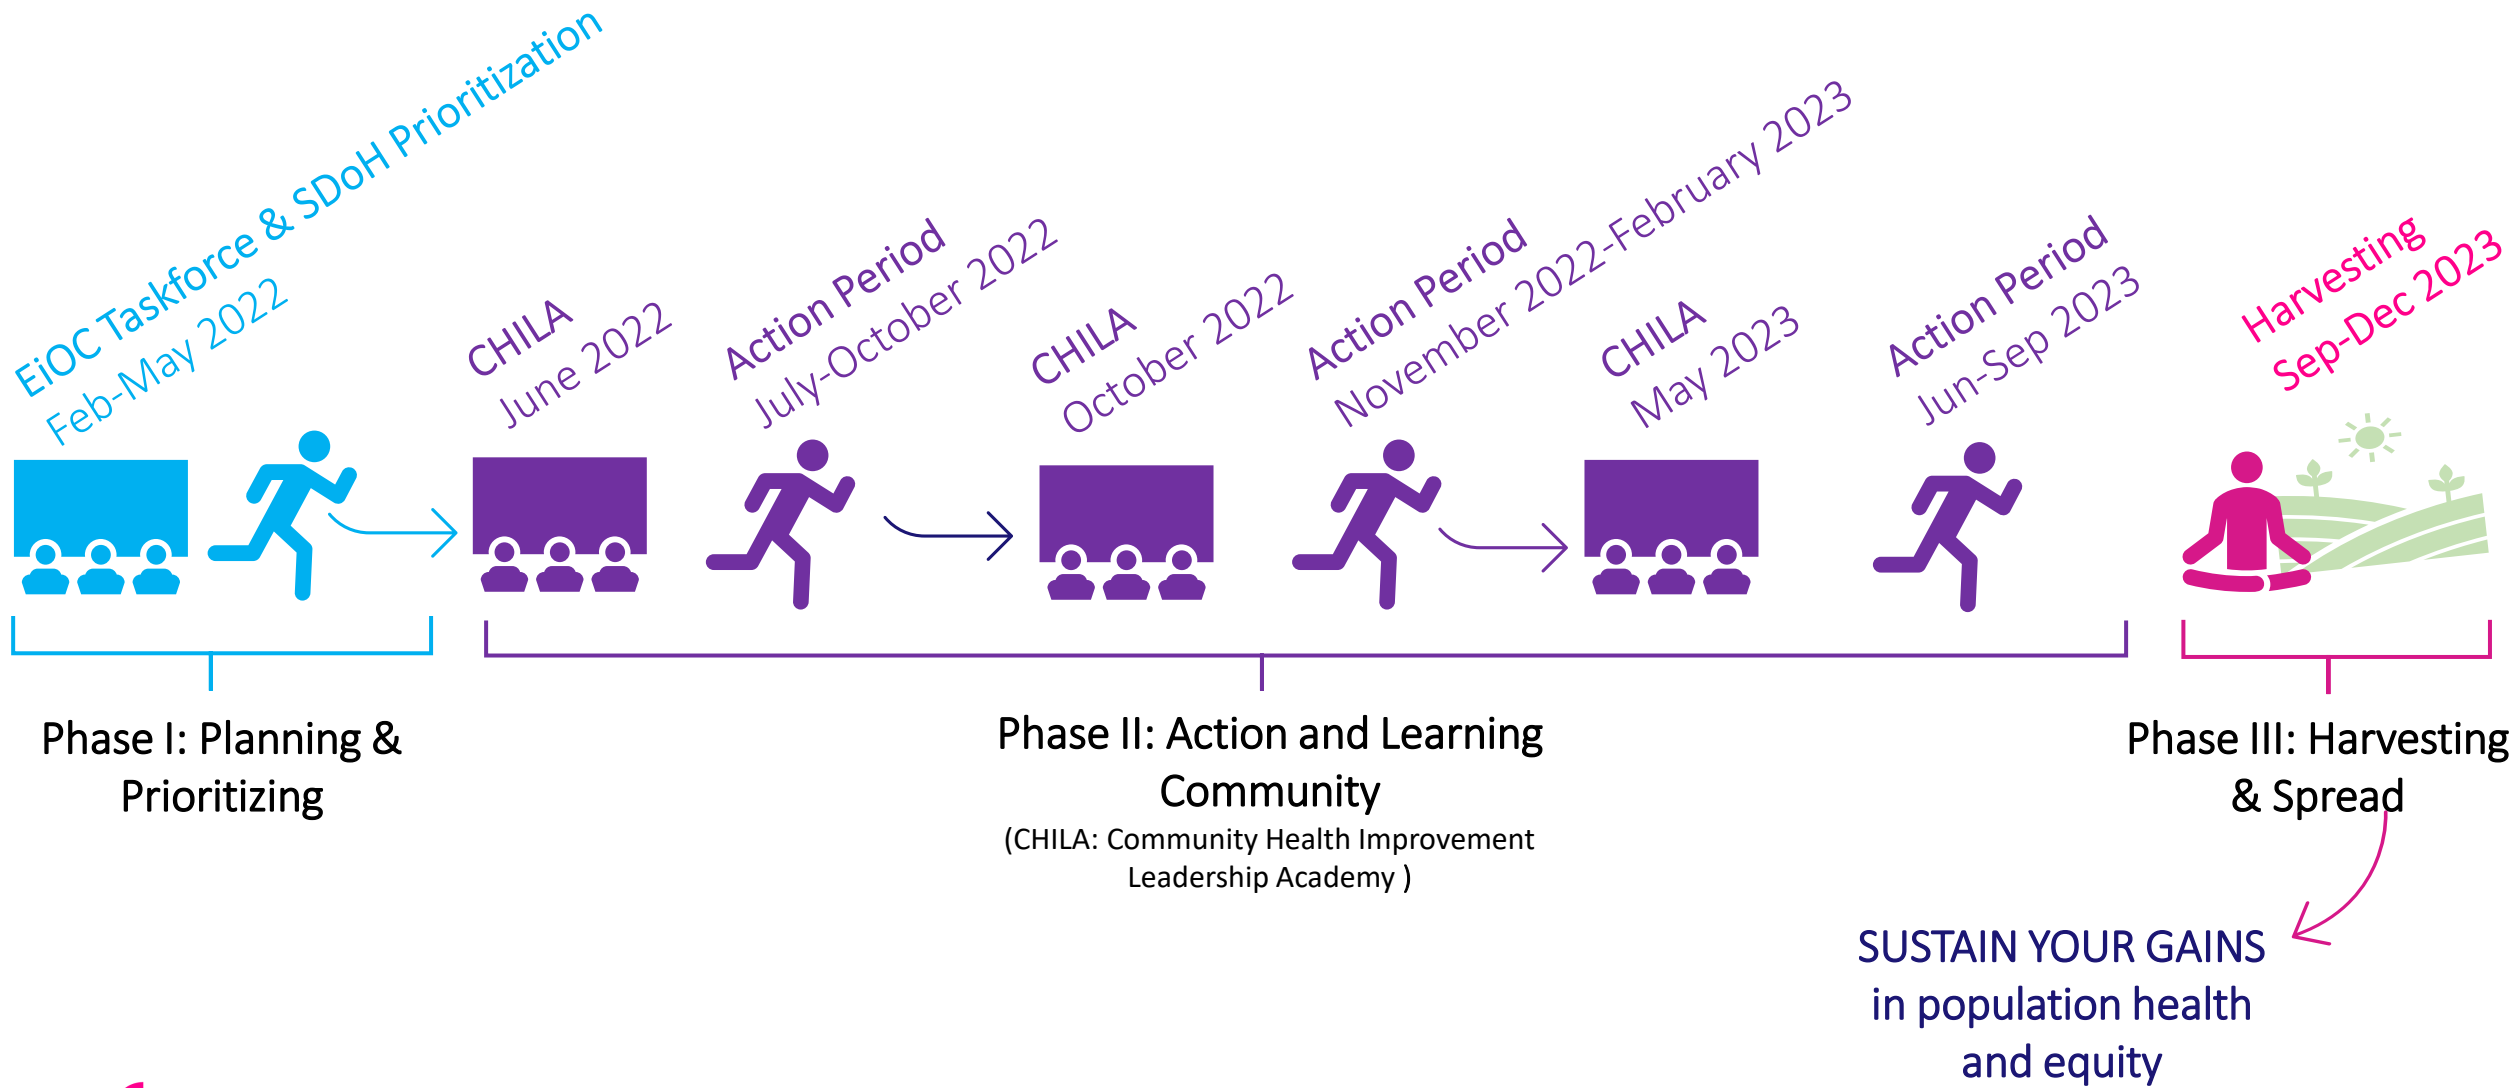 EiOC Taskforce & SDoH Prioritization
Feb-May 2022
CHILA
June 2022
Action Period
July-October 2022
CHILA
October 2022
Action Period
November 2022-February 2023
CHILA
May 2023
Action Period
Jun-Sep 2023
Harvesting
Sep-Dec 2023
Phase I: Planning &
Prioritizing
Phase II: Action and Learning
Community
(CHILA: Community Health Improvement
Leadership Academy )
Phase III: Harvesting
& Spread
SUSTAIN YOUR GAINS
in population health
and equity